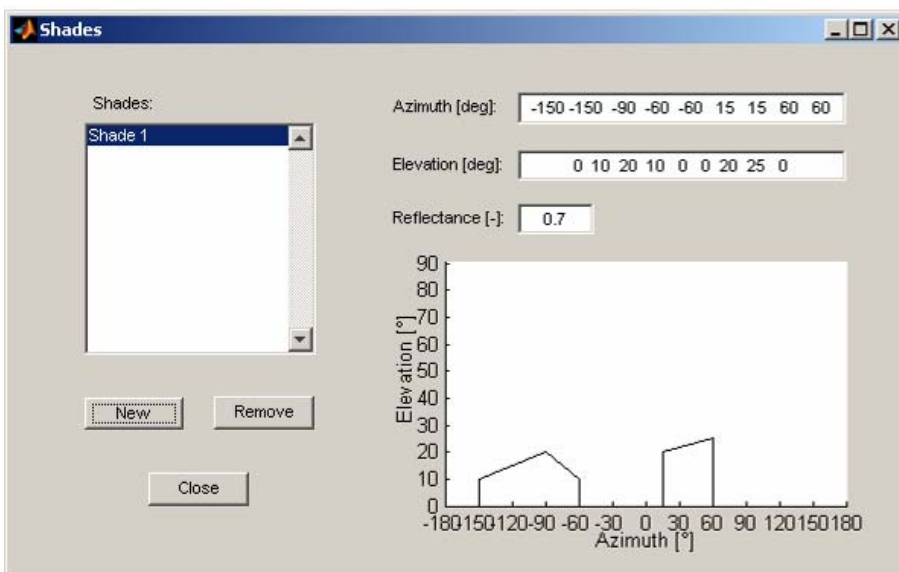 Shades
Shades:
Shade 1
New
Remove
Close
Azimuth [deg]: -150 -150 -90 -60 -60 15 15 60 60
Elevation [deg]: 0 10 20 10 0 0 20 25 0
Reflectance [-]: 0.7
Elevation [°]
90
80
70
60
50
40
30
20
10
0
-180 -150 -120 -90 -60 -30 0 30 60 90 120 150 180
Azimuth [°]